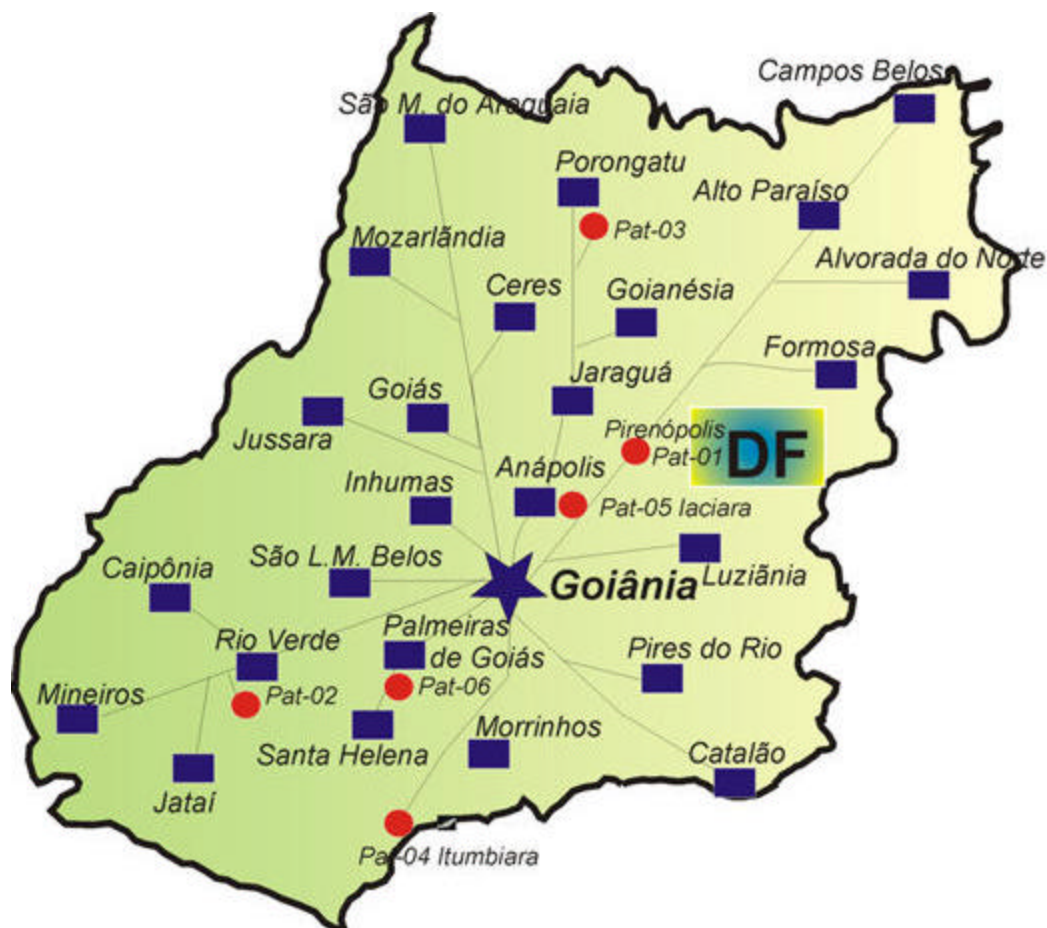 Campos Belos
São M. do Araguaia
Porongatu
Alto Paraíso
Pat-03
Mozarlãndia
Alvorada do Norte
Ceres
Goianésia
Formosa
Jaraguá
Goiás
Jussara
Pirenópolis
Pat-01
DF
Inhumas
Anápolis
Pat-05 Iaciara
São L.M. Belos
Caipônia
Goiânia
Luziãnia
Palmeiras
de Goiás
Rio Verde
Pires do Rio
Pat-06
Mineiros
Pat-02
Santa Helena
Morrinhos
Catalão
Jataí
Pat-04 Itumbiara